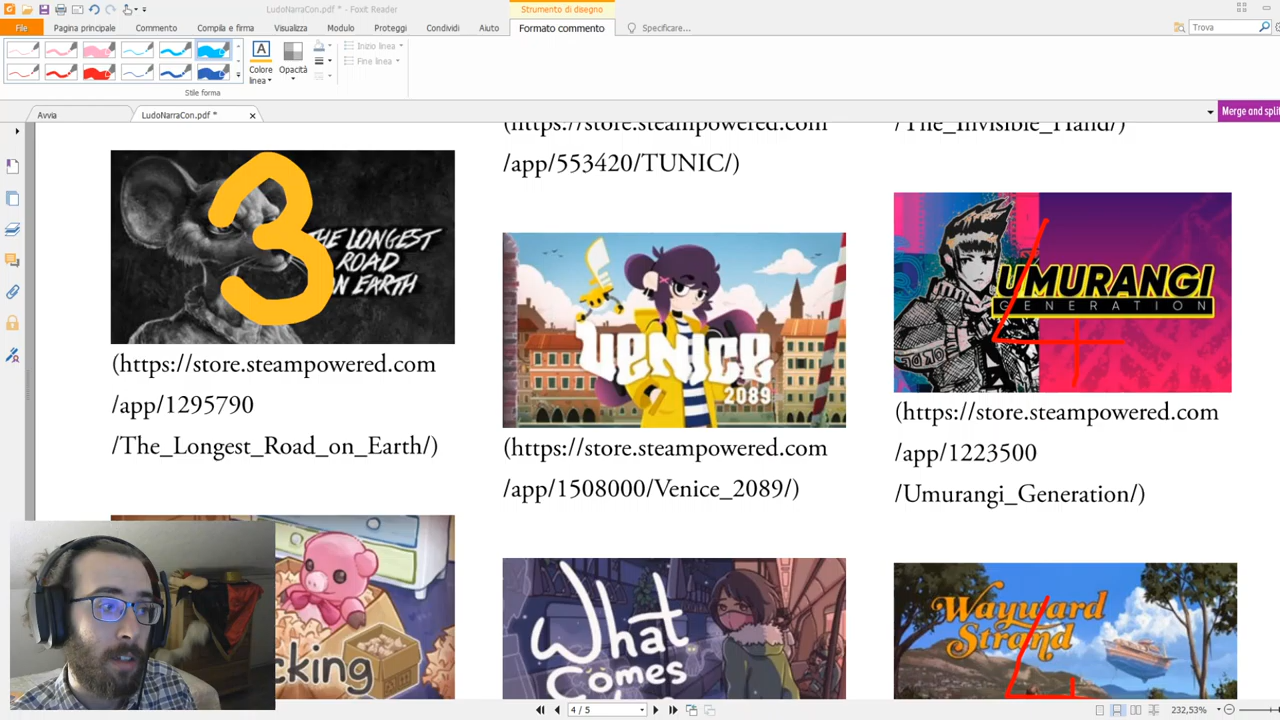 LudoNarraCon.pdf * - Foxit Reader
Strumento di disegno
File
Pagina principale
Commento
Compila e firma
Visualizza
Modulo
Proteggi
Condividi
Aiuto
Formato commento
Specificare...
Trova
Colore
linea
Opacità
Inizio linea
Fine linea
Stile forma
Avvia
LudoNarraCon.pdf *
Merge and split
3
THE LONGEST
ROAD
ON EARTH
(https://store.steampowered.com
/app/1295790
/The_Longest_Road_on_Earth/)
cking
(https://store.steampowered.com
/app/553420/TUNIC/)
VENICE
2089
(https://store.steampowered.com
/app/1508000/Venice_2089/)
What
Comes
/The_Invisible_Hand/)
UMURANGI
GENERATION
4
(https://store.steampowered.com
/app/1223500
/Umurangi_Generation/)
Wayward
Strand
4 / 5
232,53%